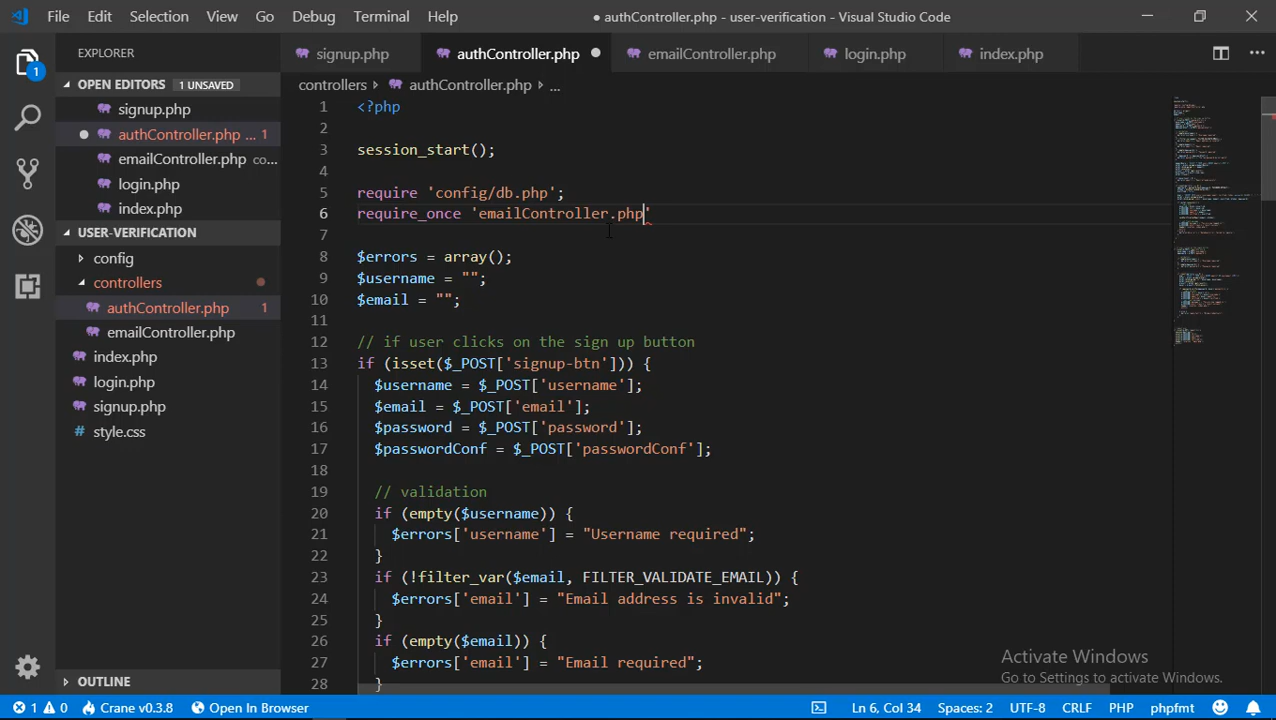 File Edit Selection View Go Debug Terminal Help ● authController.php - user-verification - Visual Studio Code
EXPLORER
signup.php authController.php ● emailController.php login.php index.php
OPEN EDITORS 1 UNSAVED
signup.php
● authController.php ... 1
emailController.php co...
login.php
index.php
USER-VERIFICATION
config
controllers
authController.php 1
emailController.php
index.php
login.php
signup.php
style.css
OUTLINE
controllers authController.php ...
1 <?php
2
3 session_start();
4
5 require 'config/db.php';
6 require_once 'emailController.php'
7
8 $errors = array();
9 $username = "";
10 $email = "";
11
12 // if user clicks on the sign up button
13 if (isset($_POST['signup-btn'])) {
14 $username = $_POST['username'];
15 $email = $_POST['email'];
16 $password = $_POST['password'];
17 $passwordConf = $_POST['passwordConf'];
18
19 // validation
20 if (empty($username)) {
21 $errors['username'] = "Username required";
22 }
23 if (!filter_var($email, FILTER_VALIDATE_EMAIL)) {
24 $errors['email'] = "Email address is invalid";
25 }
26 if (empty($email)) {
27 $errors['email'] = "Email required";
28 }
Activate Windows
Go to Settings to activate Windows.
1 0 Crane v0.3.8 Open In Browser Ln 6, Col 34 Spaces: 2 UTF-8 CRLF PHP phpfmt
1